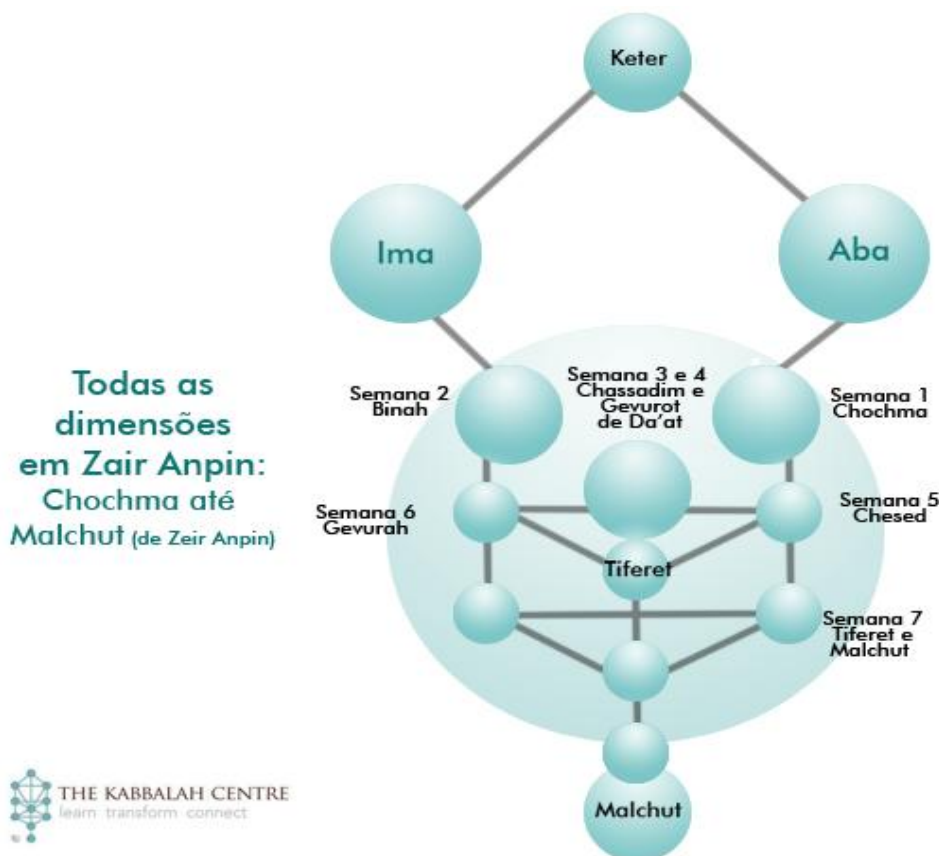 Keter
Ima
Aba
Todas as
dimensões
em Zair Anpin:
Chochma até
Malchut (de Zeir Anpin)
Semana 2
Binah
Semana 3 e 4
Chassadim e
Gevurot
de Da'at
Semana 1
Chochma
Semana 6
Gevurah
Semana 5
Chesed
Tiferet
Semana 7
Tiferet e
Malchut
Malchut
THE KABBALAH CENTRE
learn transform connect